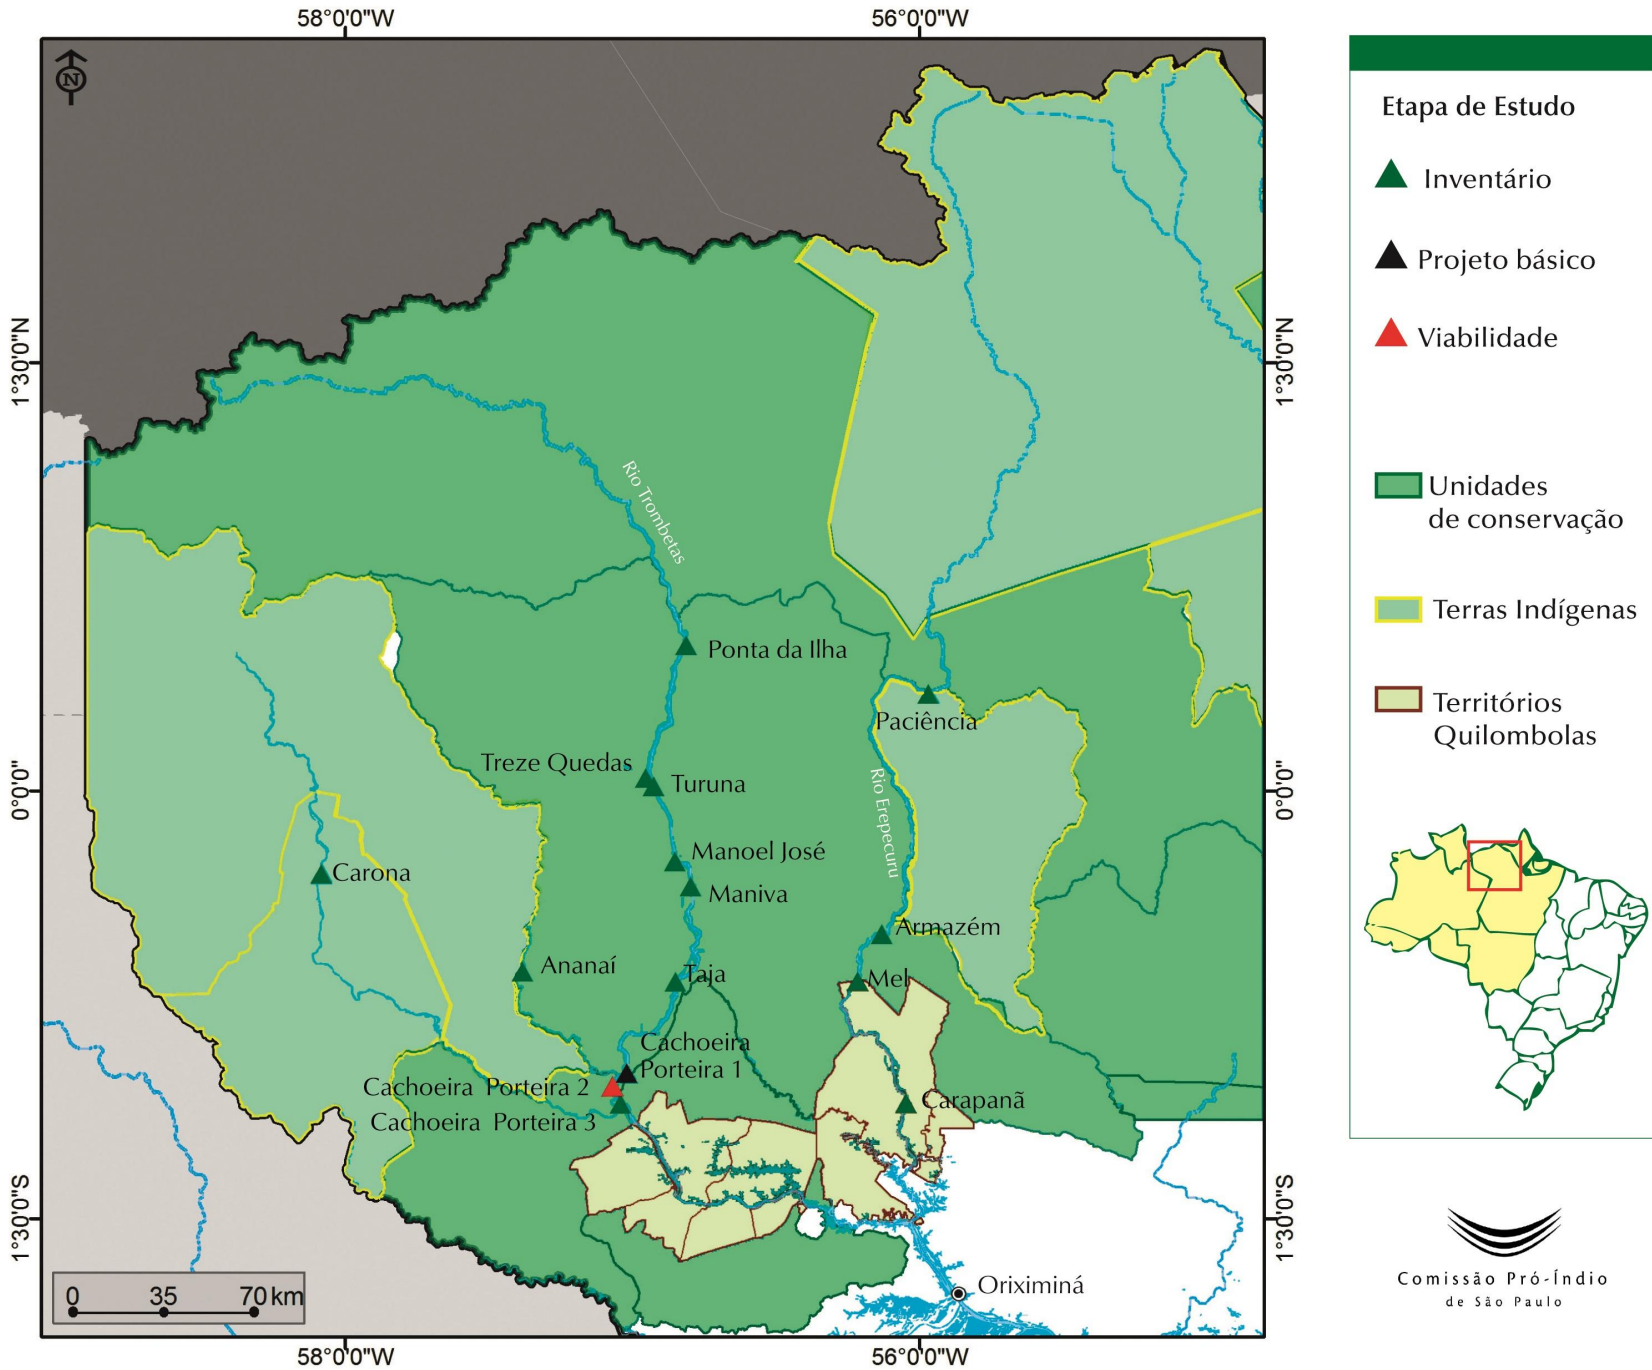 58°0'0"W
56°0'0"W
N
1°30'0"N
1°30'0"N
Rio Trombetas
Ponta da Ilha
Paciência
Treze Quedas
Turuna
0°0'0"
0°0'0"
Rio Erepecuru
Manoel José
Carona
Maniva
Armazém
Ananaí
Taja
Mel
Cachoeira
Porteira 1
Cachoeira Porteira 2
Cachoeira Porteira 3
Carapanã
1°30'0"S
1°30'0"S
Oriximiná
0 35 70 km
58°0'0"W
56°0'0"W
Etapa de Estudo
Inventário
Projeto básico
Viabilidade
Unidades
de conservação
Terras Indígenas
Territórios
Quilombolas
Comissão Pró-Índio
de São Paulo